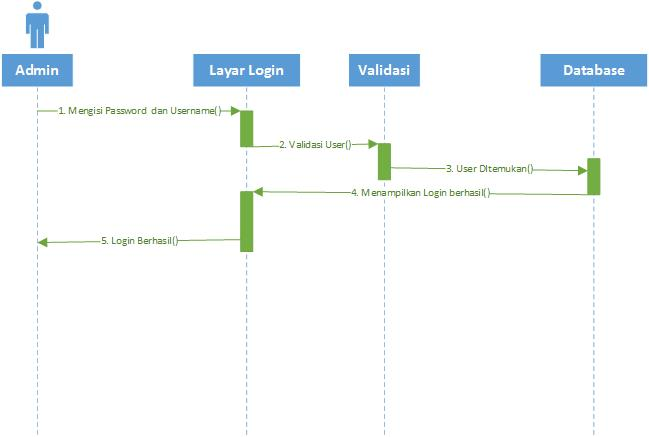 Admin
Layar Login
Validasi
Database
1. Mengisi Password dan Username()
2. Validasi User()
3. User DItemukan()
4. Menampilkan Login berhasil()
5. Login Berhasil()